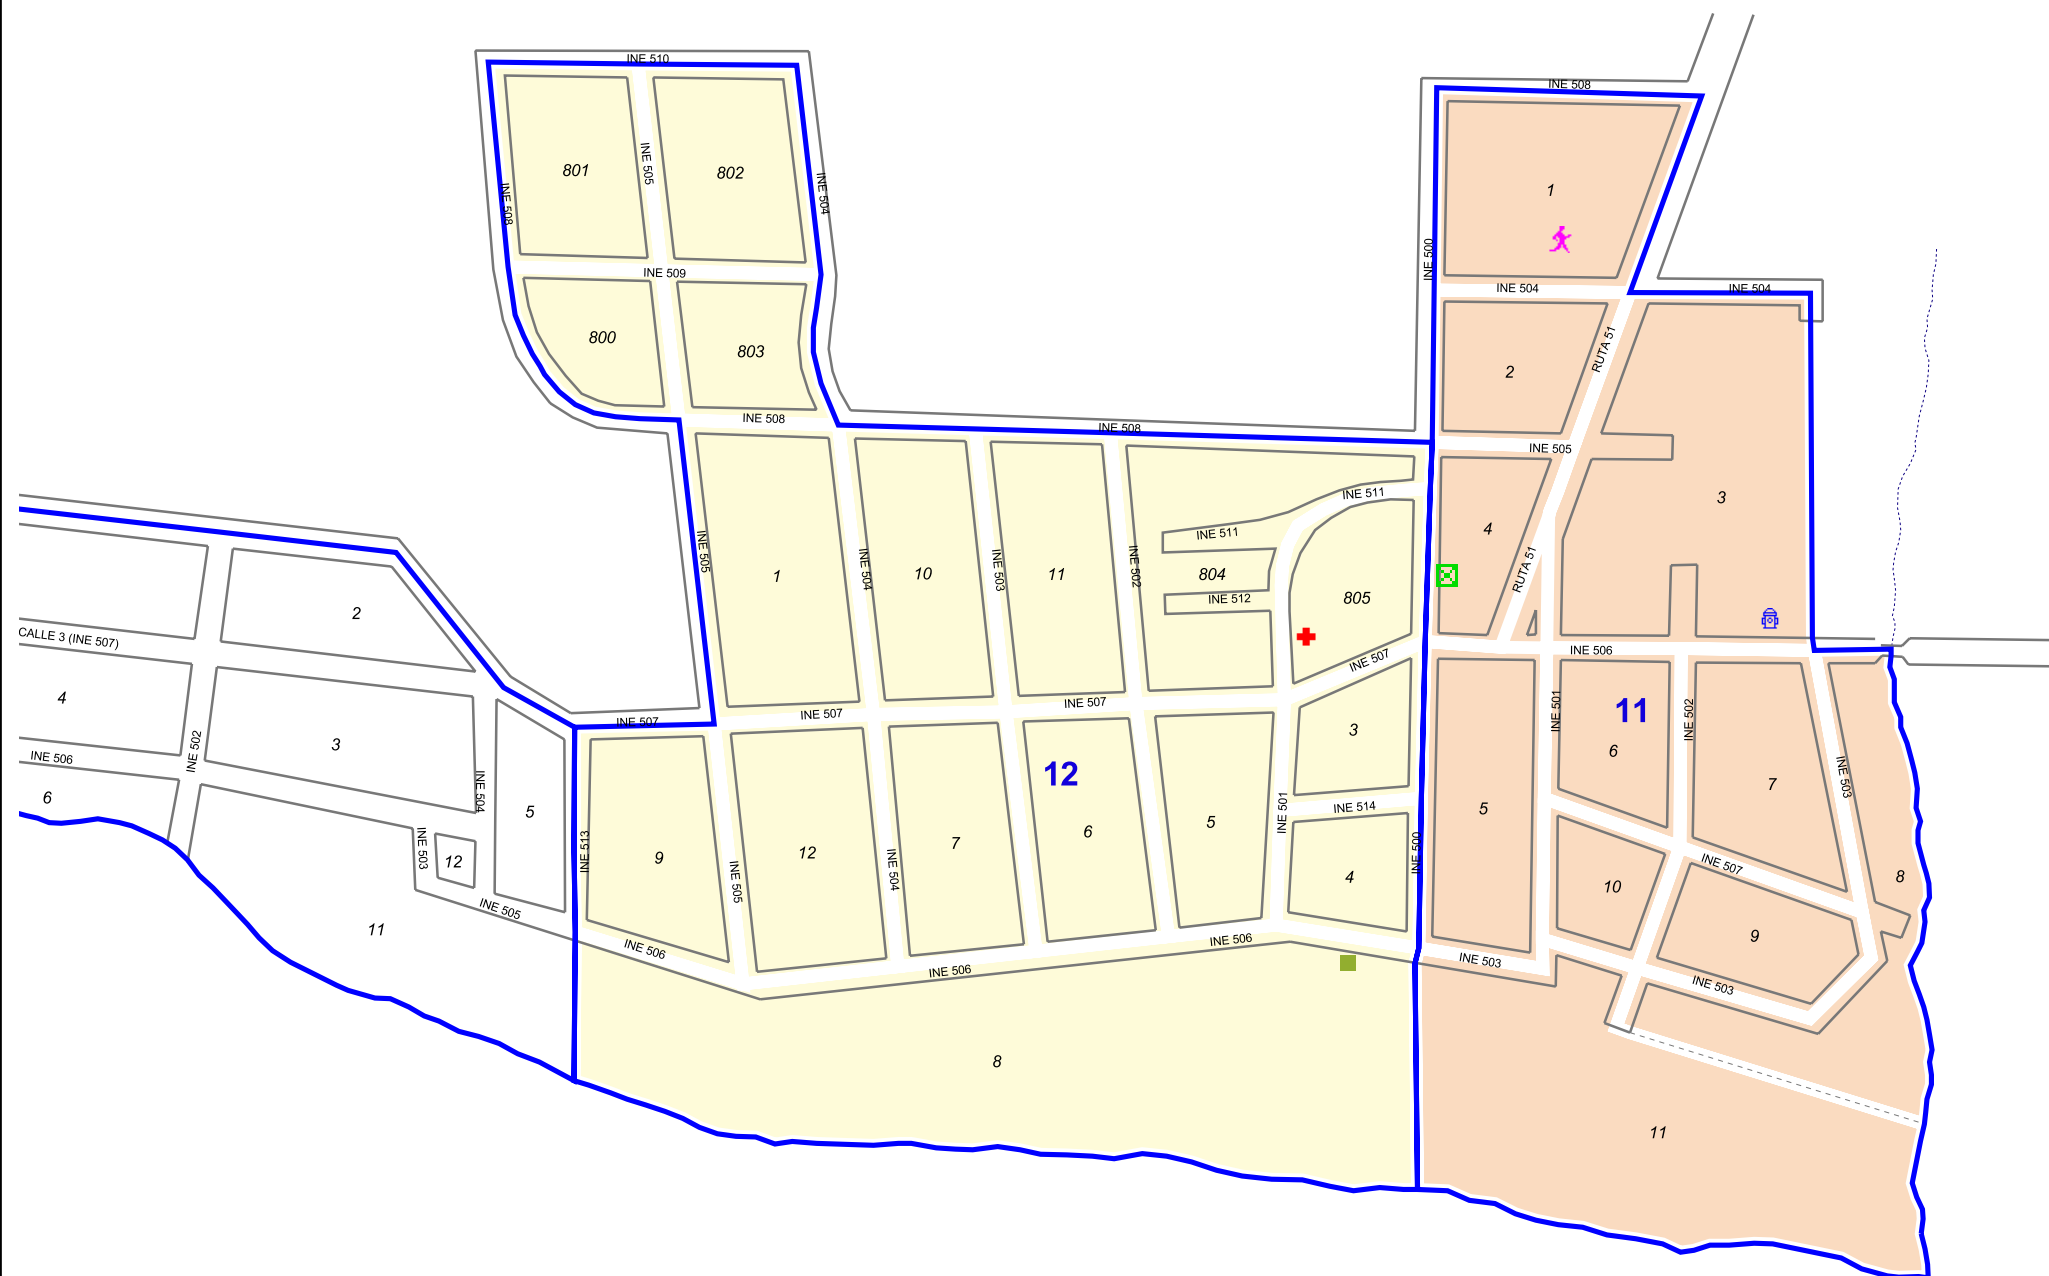 INE 510
INE 508
801
INE 505
802
INE 504
1
INE 500
INE 509
INE 504
INE 504
800
803
RUTA 51
2
INE 508
INE 508
INE 505
3
INE 511
4
INE 505
1
INE 504
10
INE 503
11
INE 502
INE 511
804
INE 512
805
RUTA 51
2
CALLE 3 (INE 507)
INE 506
INE 507
4
INE 507
INE 507
INE 507
INE 501
11
INE 502
3
INE 502
INE 506
3
6
12
7
INE 503
6
INE 504
5
INE 514
INE 501
5
6
5
INE 503
12
INE 513
9
12
7
INE 505
INE 504
4
INE 500
INE 507
8
10
11
INE 505
INE 506
INE 506
INE 506
INE 503
9
INE 503
8
11